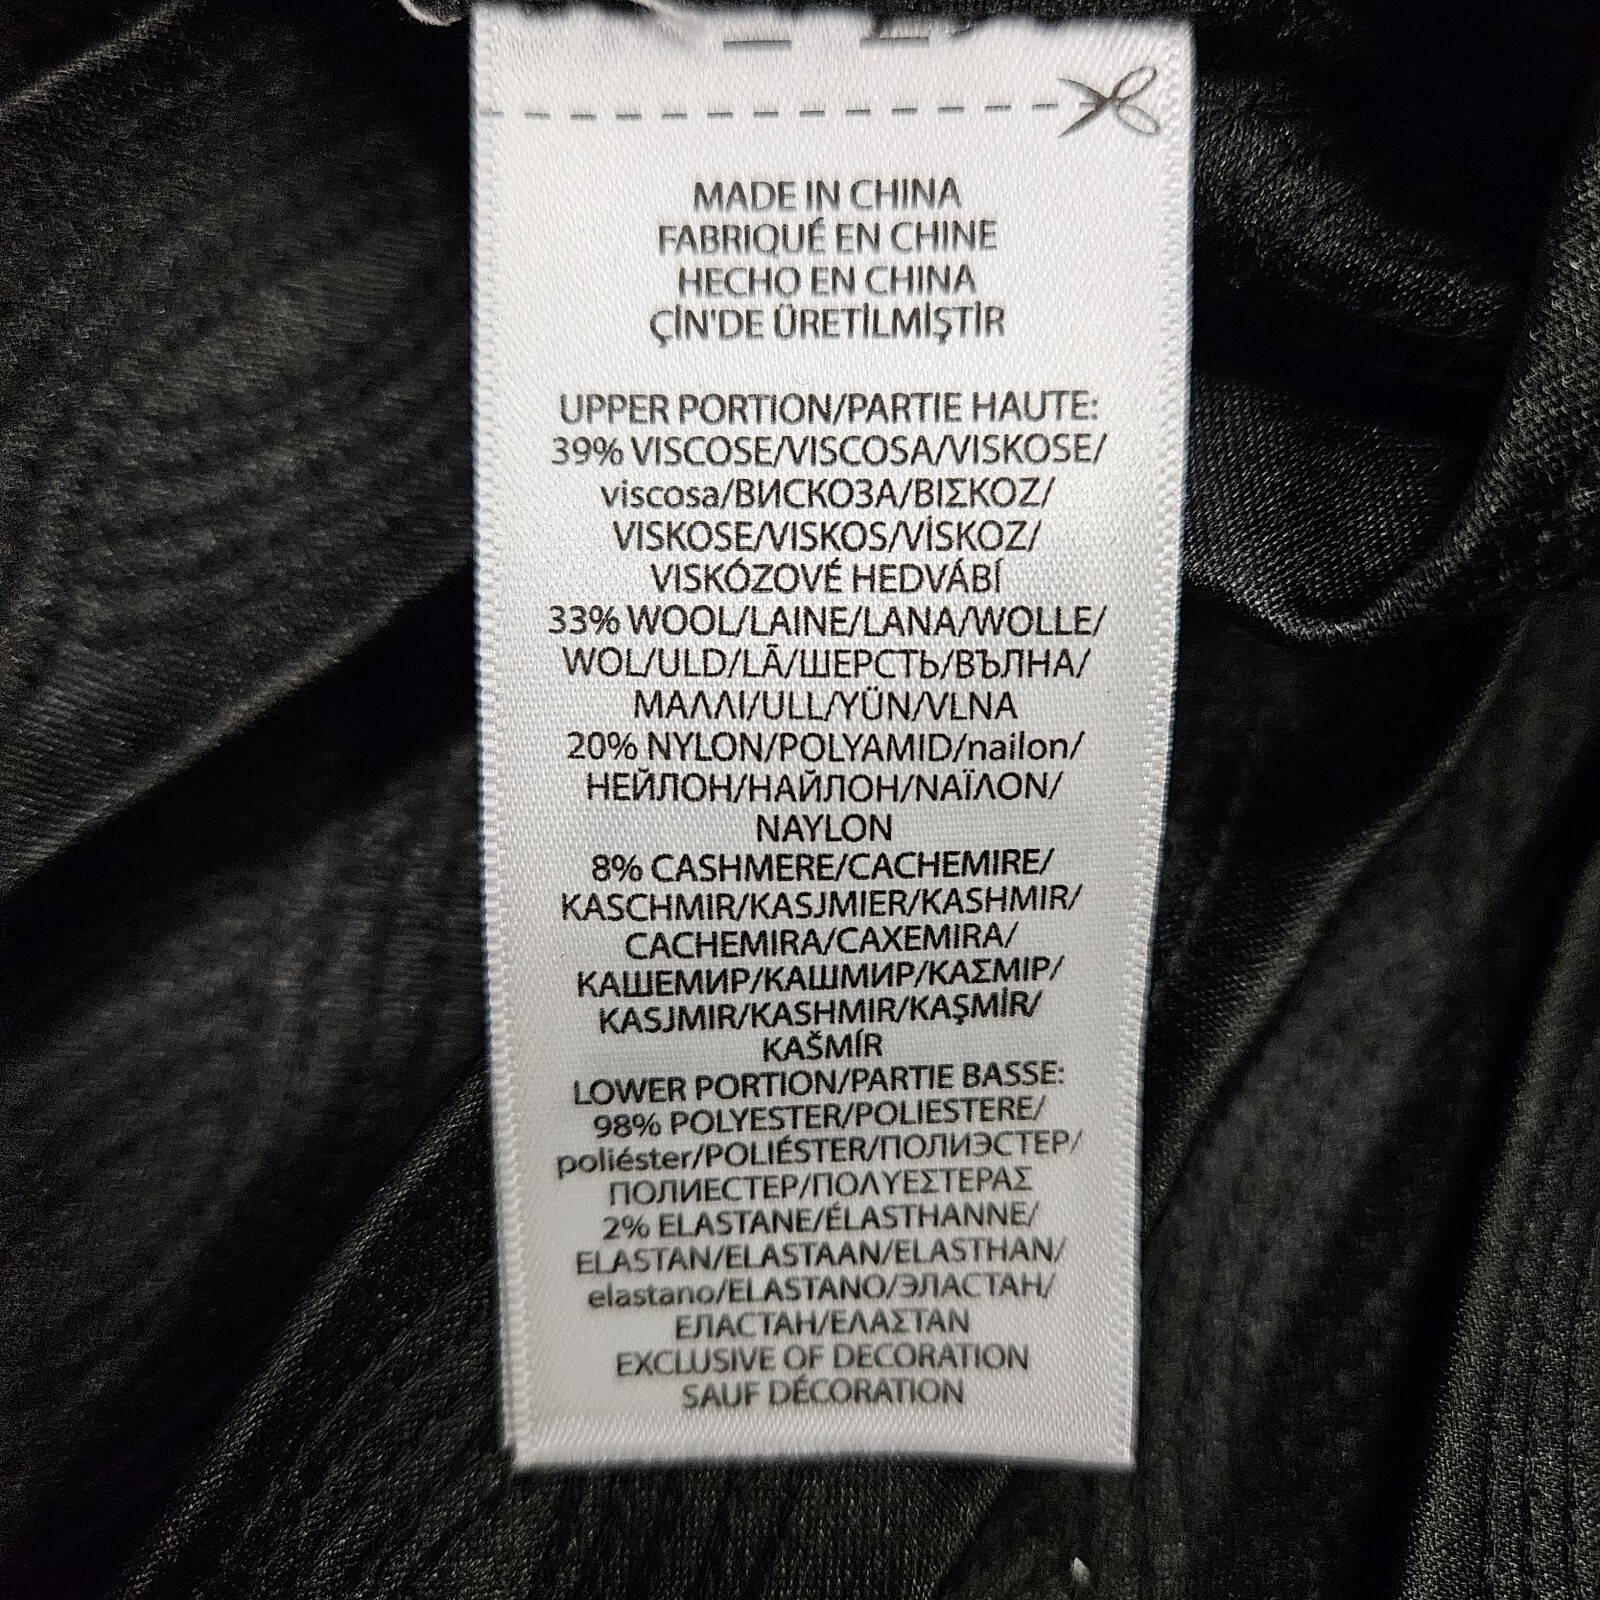 MADE IN CHINA
FABRIQUÉ EN CHINE
HECHO EN CHINA
ÇİN'DE ÜRETİLMİŞTİR
UPPER PORTION/PARTIE HAUTE:
39% VISCOSE/VISCOSA/VISKOSE/
viscosa/ВИСКОЗА/ΒΙΣΚΟΖ/
VISKOSE/VISKOS/VİSKOZ/
VISKÓZOVÉ HEDVÁBÍ
33% WOOL/LAINE/LANA/WOLLE/
WOL/ULD/LÃ/ШЕРСТЬ/ВЪЛНА/
ΜΑΛΛΙ/ULL/YÜN/VLNA
20% NYLON/POLYAMID/nailon/
НЕЙЛОН/НАЙЛОН/ΝΑΪΛΟΝ/
NAYLON
8% CASHMERE/CACHEMIRE/
KASCHMIR/KASJMIER/KASHMIR/
CACHEMIRA/CAXEMIRA/
КАШЕМИР/КАШМИР/ΚΑΣΜΙΡ/
KASJMIR/KASHMIR/KAŞMİR/
KAŠMÍR
LOWER PORTION/PARTIE BASSE:
98% POLYESTER/POLIESTERE/
poliéster/POLIÉSTER/ПОЛИЭСТЕР/
ПОЛИЕСТЕР/ΠΟΛΥΕΣΤΕΡΑΣ
2% ELASTANE/ÉLASTHANNE/
ELASTAN/ELASTAAN/ELASTHAN/
elastano/ELASTANO/ЭЛАСТАН/
ЕЛАСТАН/ΕΛΑΣΤΑΝ
EXCLUSIVE OF DECORATION
SAUF DÉCORATION